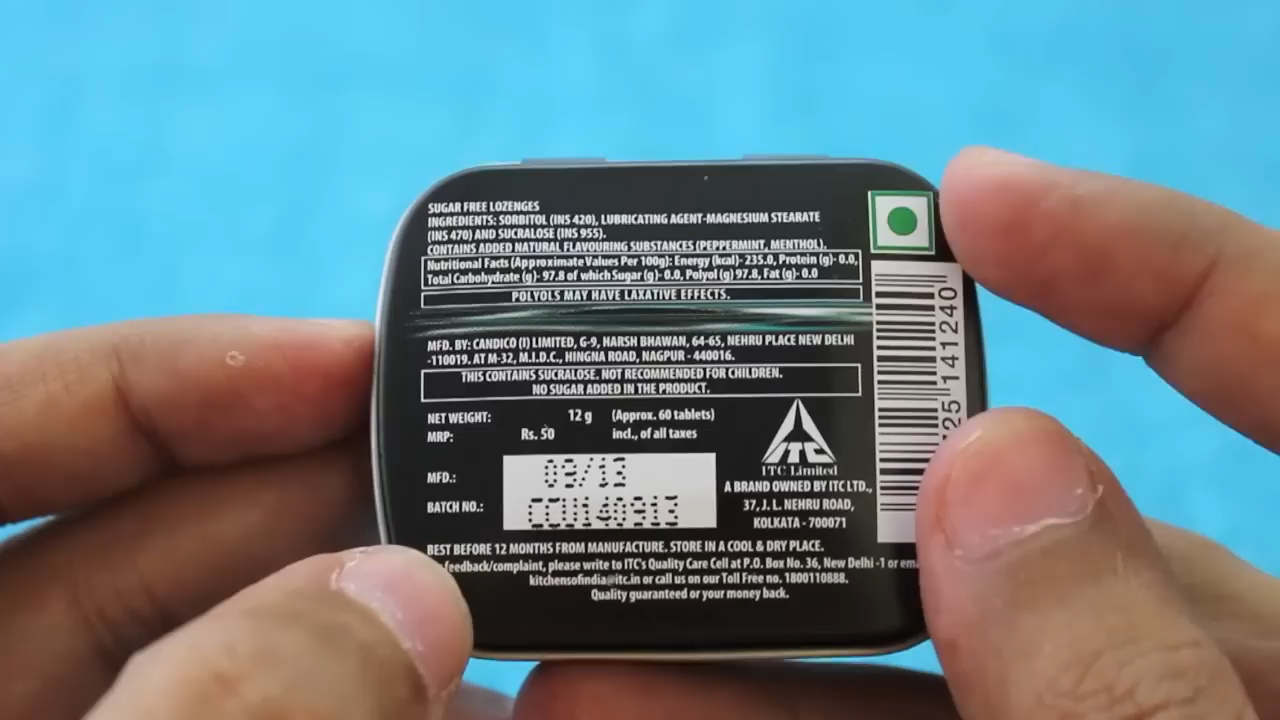 SUGAR FREE LOZENGES
INGREDIENTS: SORBITOL (INS 420), LUBRICATING AGENT-MAGNESIUM STEARATE
(INS 470) AND SUCRALOSE (INS 955).
CONTAINS ADDED NATURAL FLAVOURING SUBSTANCES (PEPPERMINT, MENTHOL).
Nutritional Facts (Approximate Values Per 100g): Energy (kcal)- 235.0, Protein (g)- 0.0,
Total Carbohydrate (g)- 97.8 of which Sugar (g)- 0.0, Polyol (g) 97.8, Fat (g)- 0.0
POLYOLS MAY HAVE LAXATIVE EFFECTS.
MFD. BY: CANDICO (I) LIMITED, G-9, HARSH BHAWAN, 64-65, NEHRU PLACE NEW DELHI
-110019. AT M-32, M.I.D.C., HINGNA ROAD, NAGPUR - 440016.
THIS CONTAINS SUCRALOSE. NOT RECOMMENDED FOR CHILDREN.
NO SUGAR ADDED IN THE PRODUCT.
NET WEIGHT: 12 g (Approx. 60 tablets)
MRP: Rs. 50 incl., of all taxes
MFD.: 09/13
BATCH NO.: CCU140913
ITC
ITC Limited
A BRAND OWNED BY ITC LTD.,
37, J. L. NEHRU ROAD,
KOLKATA - 700071
25 141240
BEST BEFORE 12 MONTHS FROM MANUFACTURE. STORE IN A COOL & DRY PLACE.
feedback/complaint, please write to ITC's Quality Care Cell at P.O. Box No. 36, New Delhi -1 or
kitchensofindia@itc.in or call us on our Toll Free no. 1800110888.
Quality guaranteed or your money back.